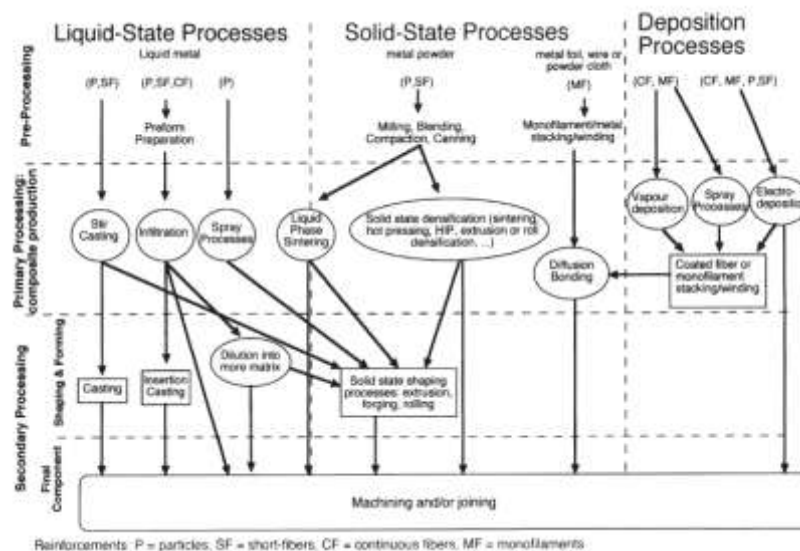 Liquid-State Processes
Solid-State Processes
Deposition
Processes
Liquid metal
metal powder
metal foil, wire or
powder cloth
(P,SF)
(P,SF,CF)
(P)
(P,SF)
(MF)
(CF, MF)
(CF, MF, P,SF)
Pre-Processing
Preform
Preparation
Milling, Blending,
Compaction, Canning
Monofilament/metal
stacking/winding
Primary Processing:
composite production
Stir
Casting
Infiltration
Spray
Processes
Liquid
Phase
Sintering
Solid state densification (sintering,
hot pressing, HIP, extrusion or roll
densification, ...)
Diffusion
Bonding
Vapour
deposition
Spray
Processes
Electro-
depositio
Coated fiber or
monofilament
stacking/winding
Secondary Processing
Shaping & Forming
Casting
Insertion
Casting
Dilution into
more matrix
Solid state shaping
processes: extrusion,
forging, rolling
Final
Component
Machining and/or joining
Reinforcements: P = particles, SF = short-fibers, CF = continuous fibers, MF = monofilaments